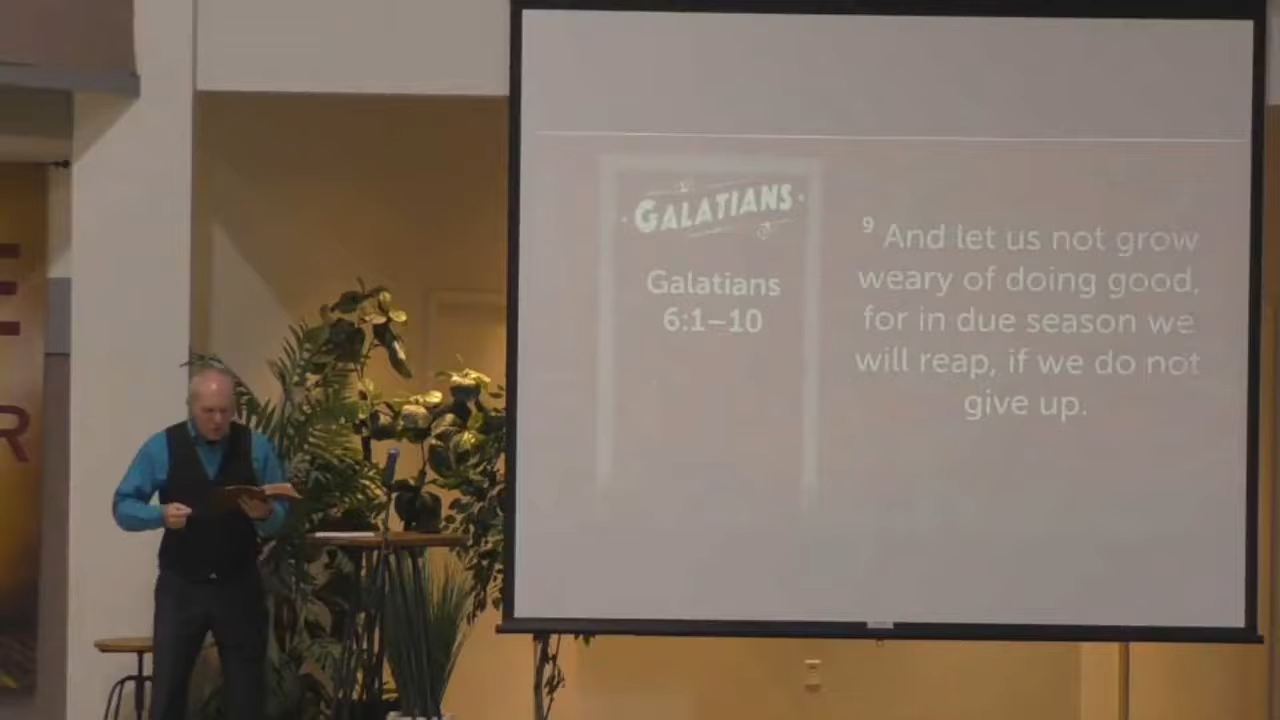 GALATIANS
Galatians
6:1–10
9 And let us not grow
weary of doing good,
for in due season we
will reap, if we do not
give up.
E
R